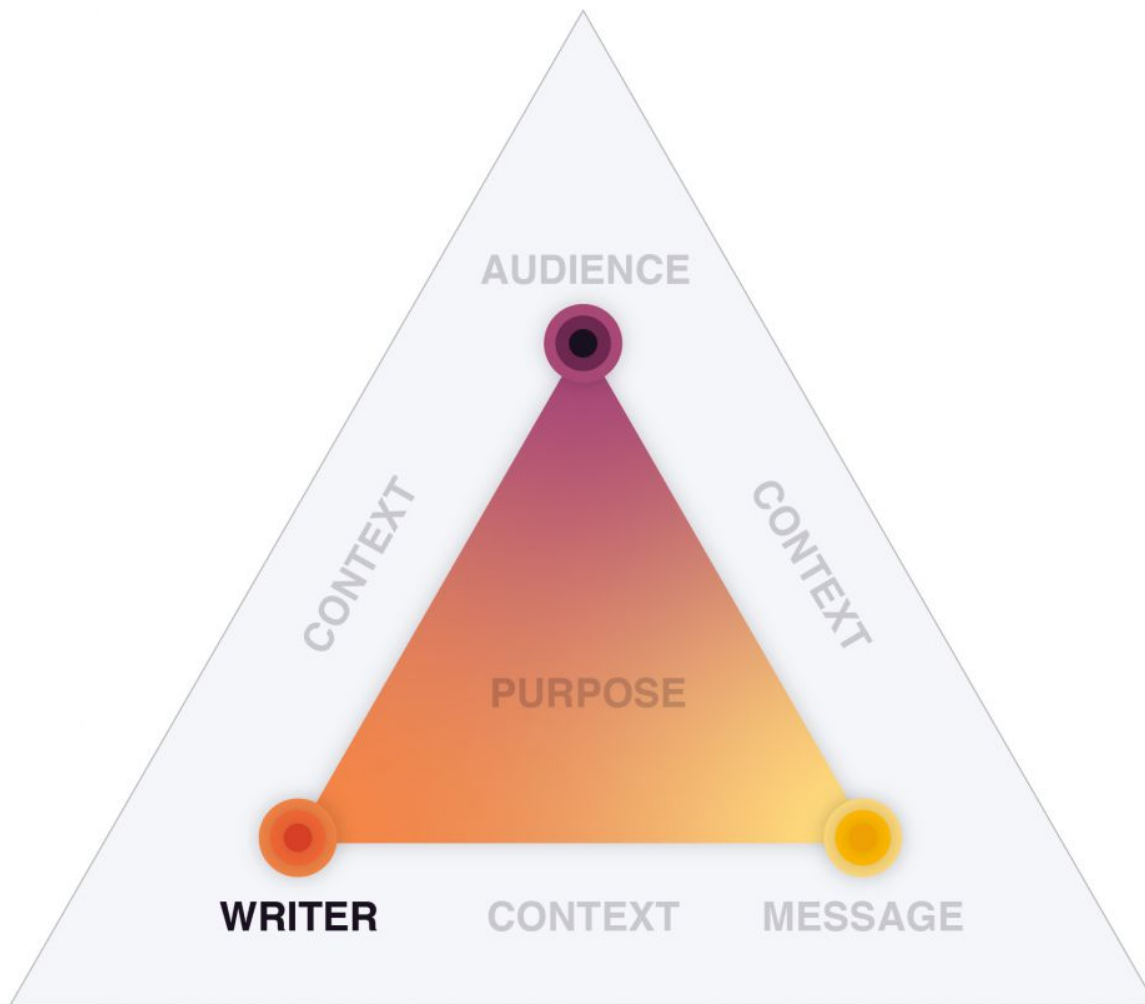 AUDIENCE
CONTEXT
CONTEXT
PURPOSE
WRITER
CONTEXT
MESSAGE